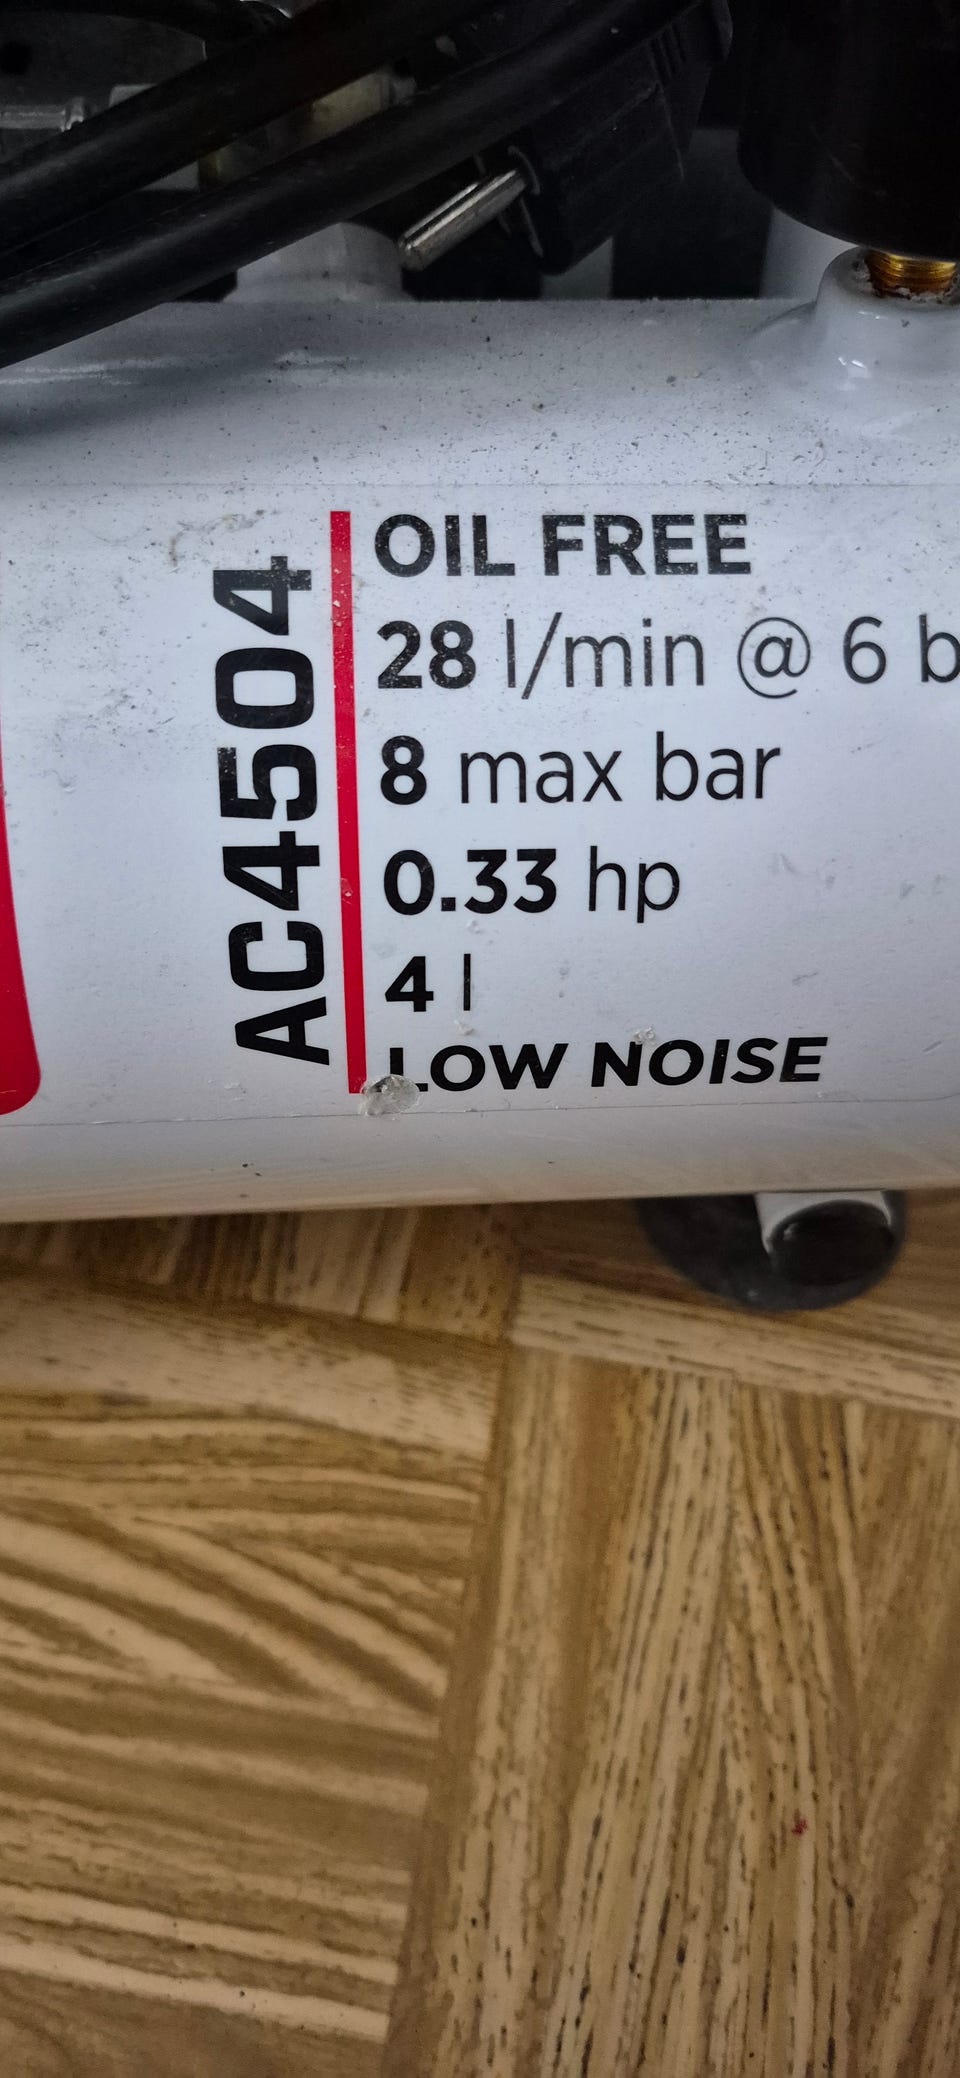 AC4504
OIL FREE
28 l/min @ 6 b
8 max bar
0.33 hp
4 l
LOW NOISE